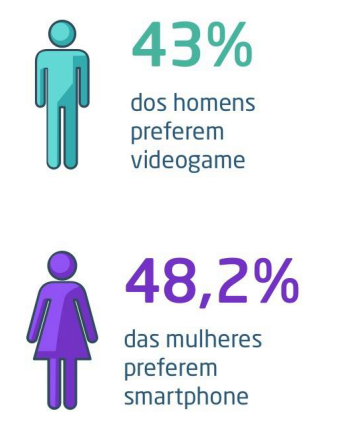 43%
dos homens
preferem
videogame
48,2%
das mulheres
preferem
smartphone